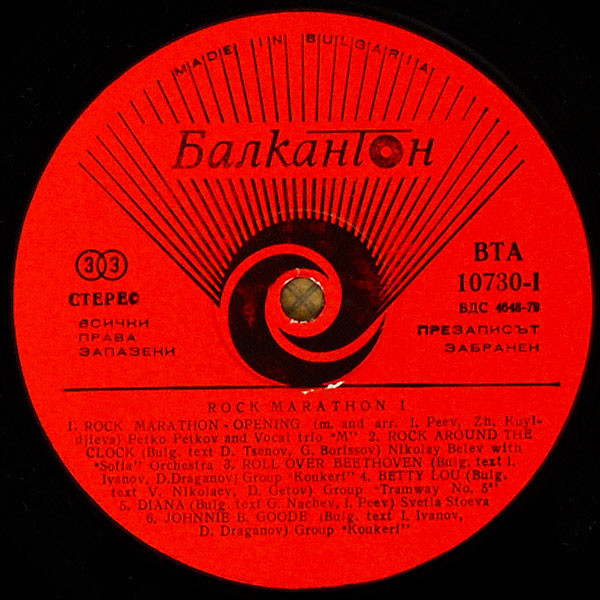 MADE IN BULGARIA
Балкантон
33
СТЕРЕО
ВСИЧКИ
ПРАВА
ЗАПАЗЕНИ
ВТА
10730-I
БДС 4648-79
ПРЕЗАПИСЪТ
ЗАБРАНЕН
ROCK MARATHON I
1. ROCK MARATHON - OPENING (m. and arr. I. Peev, Zh. Kuyl-
djieva) Petko Petkov and Vocal trio "M" 2. ROCK AROUND THE
CLOCK (Bulg. text D. Tsenov, G. Borissov) Nikolay Belev with
"Sofia" Orchestra 3. ROLL OVER BEETHOVEN (Bulg. text I.
Ivanov, D.Draganov) Group "Koukeri" 4. BETTY LOU (Bulg.
text V. Nikolaev, D. Getov) Group "Tramway No. 5"
5. DIANA (Bulg. text G. Nachev, I. Peev) Svetla Stoeva
6. JOHNNIE B. GOODE (Bulg. text I. Ivanov,
D. Draganov) Group "Koukeri"